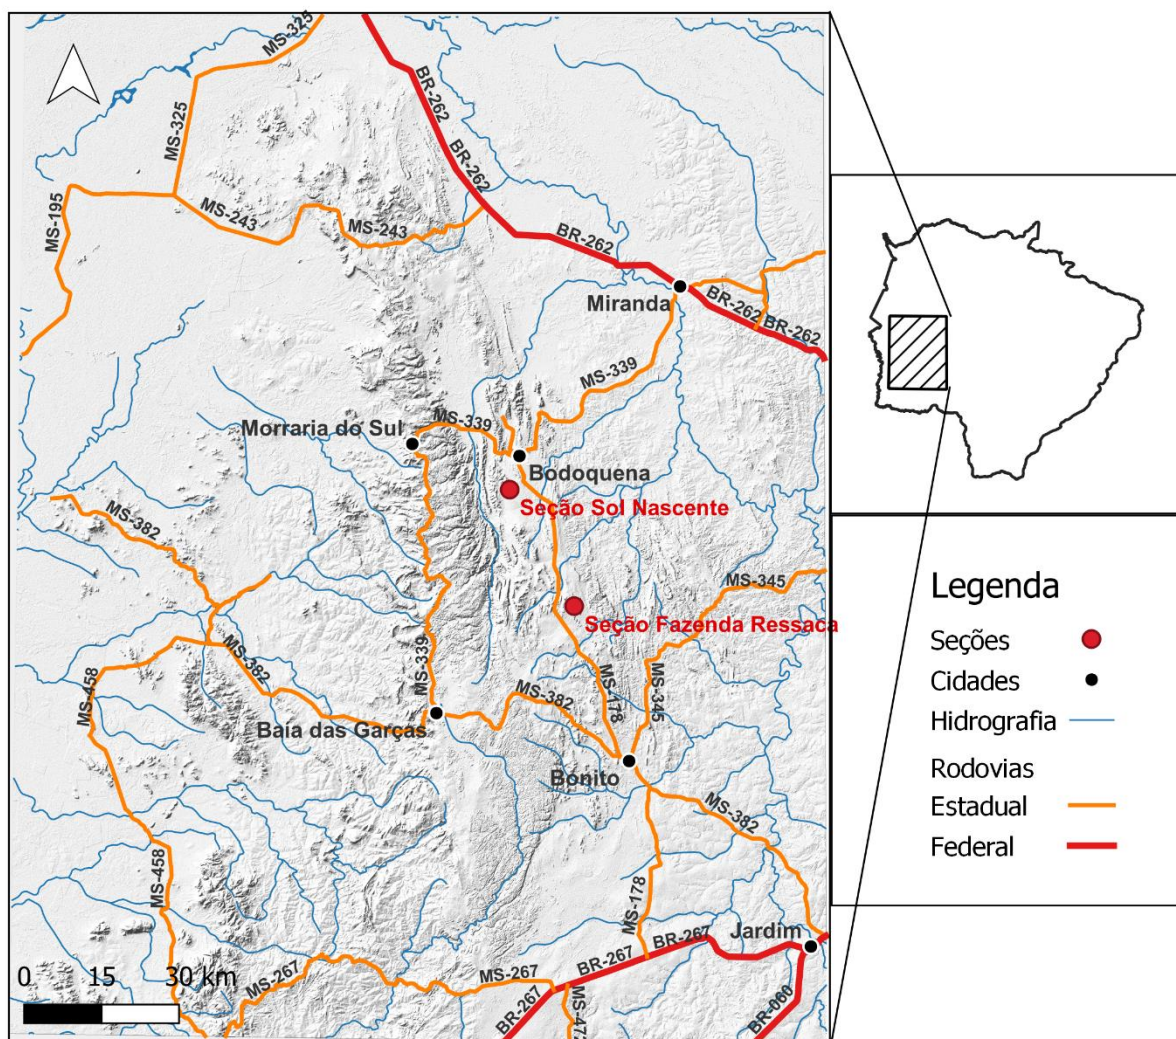 MS-325
BR-262
MS-325
BR-262
MS-195
MS-243
MS-243
BR-262
Miranda
BR-262
BR-262
MS-339
MS-339
Morraria do Sul
Bodoquena
Seção Sol Nascente
MS-382
MS-345
Seção Fazenda Ressaca
MS-339
MS-382
MS-458
MS-382
MS-178
MS-345
Baía das Garças
Bonito
MS-382
MS-458
MS-178
Jardim
BR-267
BR-267
MS-267
MS-267
BR-267
MS-472
BR-060
0 15 30 km
Legenda
Seções
Cidades
Hidrografia
Rodovias
Estadual
Federal